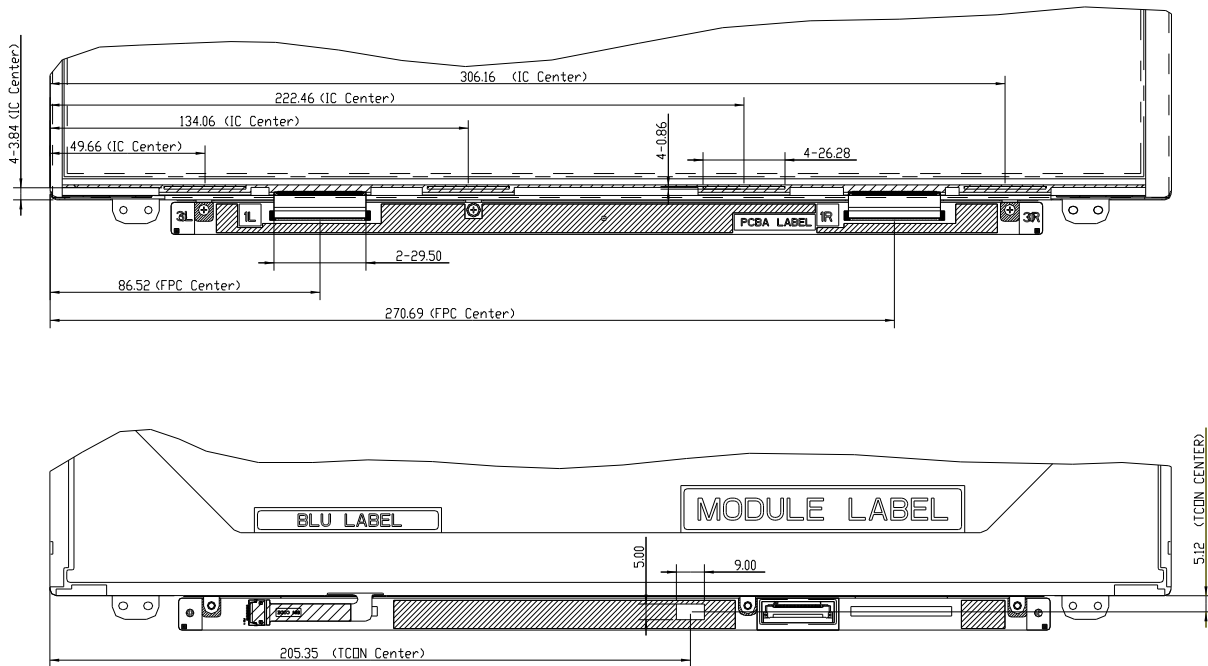 306.16 (IC Center)
222.46 (IC Center)
134.06 (IC Center)
49.66 (IC Center)
4-3.84 (IC Center)
4-0.86
4-26.28
3L
1L
PCBA LABEL
1R
3R
2-29.50
86.52 (FPC Center)
270.69 (FPC Center)
BLU LABEL
MODULE LABEL
5.12 (TCON CENTER)
5.00
9.00
205.35 (TCON Center)